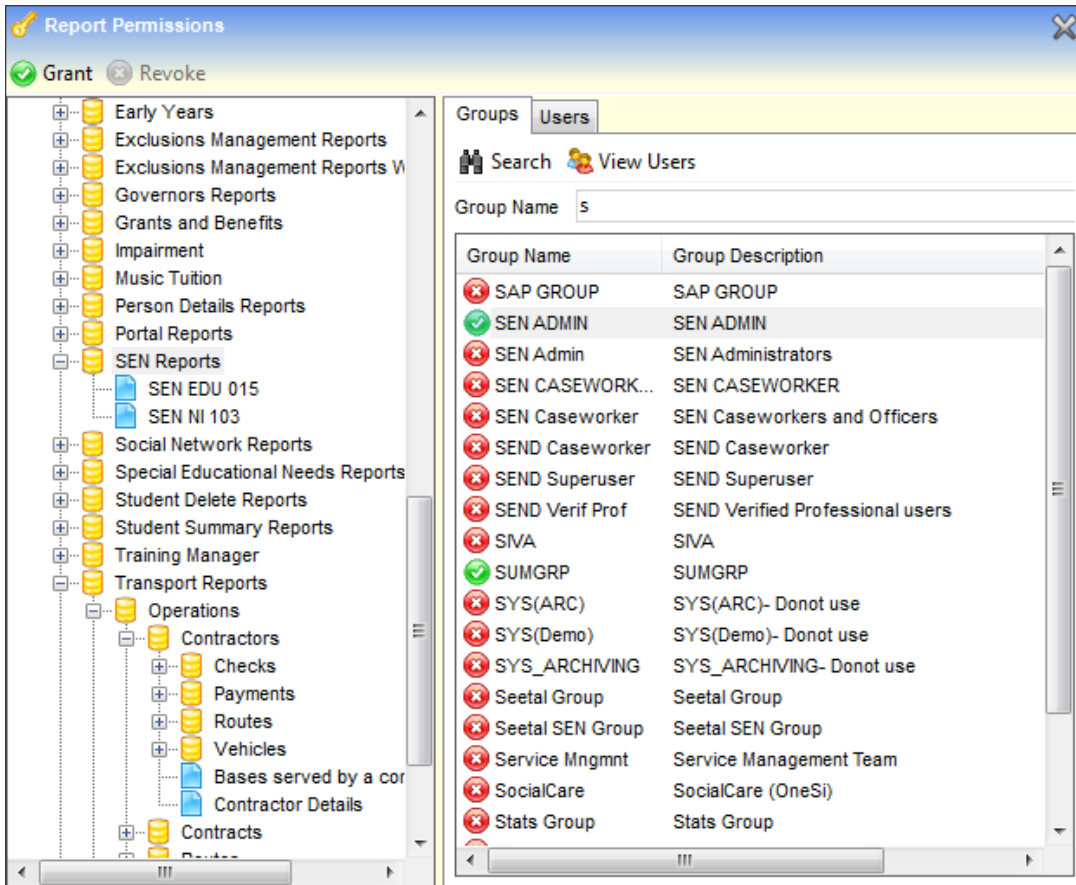 Report Permissions
Grant Revoke
Early Years
Exclusions Management Reports
Exclusions Management Reports
Governors Reports
Grants and Benefits
Impairment
Music Tuition
Person Details Reports
Portal Reports
SEN Reports
SEN EDU 015
SEN NI 103
Social Network Reports
Special Educational Needs Reports
Student Delete Reports
Student Summary Reports
Training Manager
Transport Reports
Operations
Contractors
Checks
Payments
Routes
Vehicles
Bases served by a
Contractor Details
Contracts
Groups Users
Search View Users
Group Name s
Group Name Group Description
SAP GROUP SAP GROUP
SEN ADMIN SEN ADMIN
SEN Admin SEN Administrators
SEN CASEWORK... SEN CASEWORKER
SEN Caseworker SEN Caseworkers and Officers
SEND Caseworker SEND Caseworker
SEND Superuser SEND Superuser
SEND Verif Prof SEND Verified Professional users
SIVA SIVA
SUMGRP SUMGRP
SYS(ARC) SYS(ARC)- Donot use
SYS(Demo) SYS(Demo)- Donot use
SYS_ARCHIVING SYS_ARCHIVING- Donot use
Seetal Group Seetal Group
Seetal SEN Group Seetal SEN Group
Service Mngmnt Service Management Team
SocialCare SocialCare (OneSi)
Stats Group Stats Group